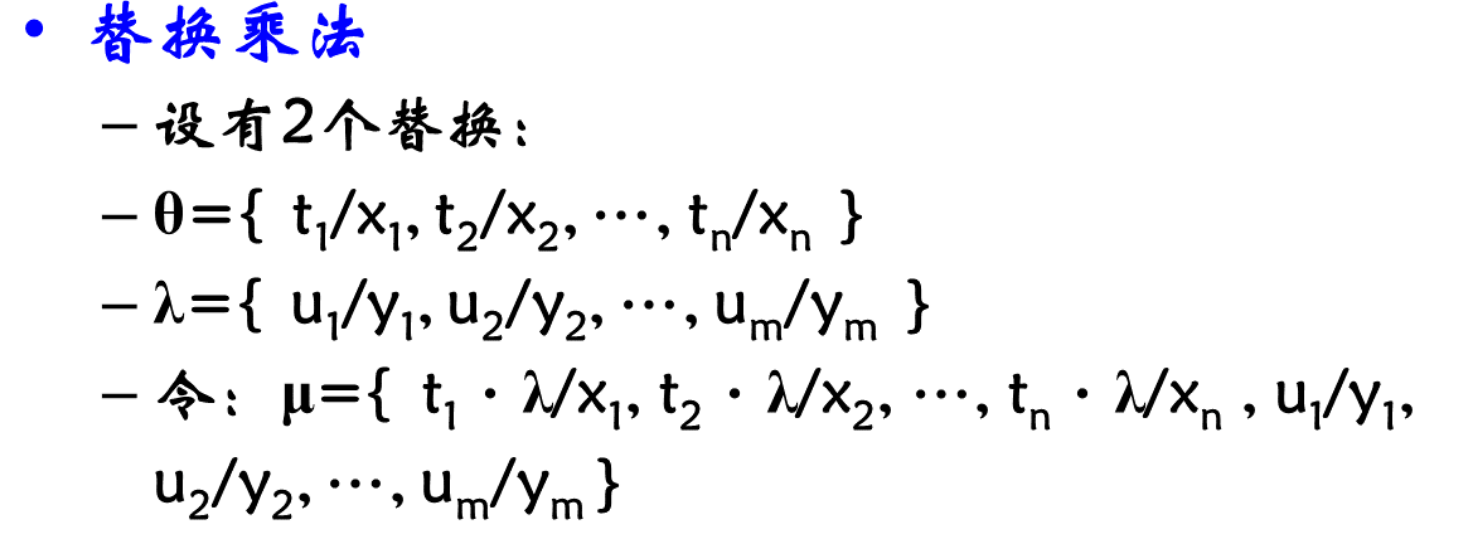 • 替换乘法
– 设有2个替换：
– θ={ t₁/x₁, t₂/x₂, ⋯, tₙ/xₙ }
– λ={ u₁/y₁, u₂/y₂, ⋯, uₘ/yₘ }
– 令：μ={ t₁ · λ/x₁, t₂ · λ/x₂, ⋯, tₙ · λ/xₙ , u₁/y₁,
u₂/y₂, ⋯, uₘ/yₘ }